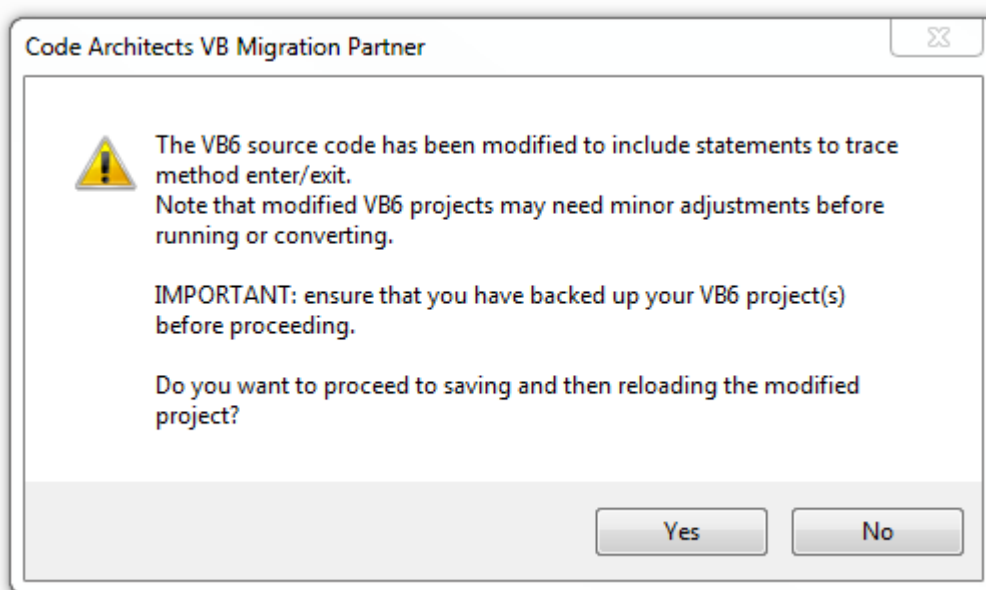 Code Architects VB Migration Partner
The VB6 source code has been modified to include statements to trace
method enter/exit.
Note that modified VB6 projects may need minor adjustments before
running or converting.
IMPORTANT: ensure that you have backed up your VB6 project(s)
before proceeding.
Do you want to proceed to saving and then reloading the modified
project?
Yes No